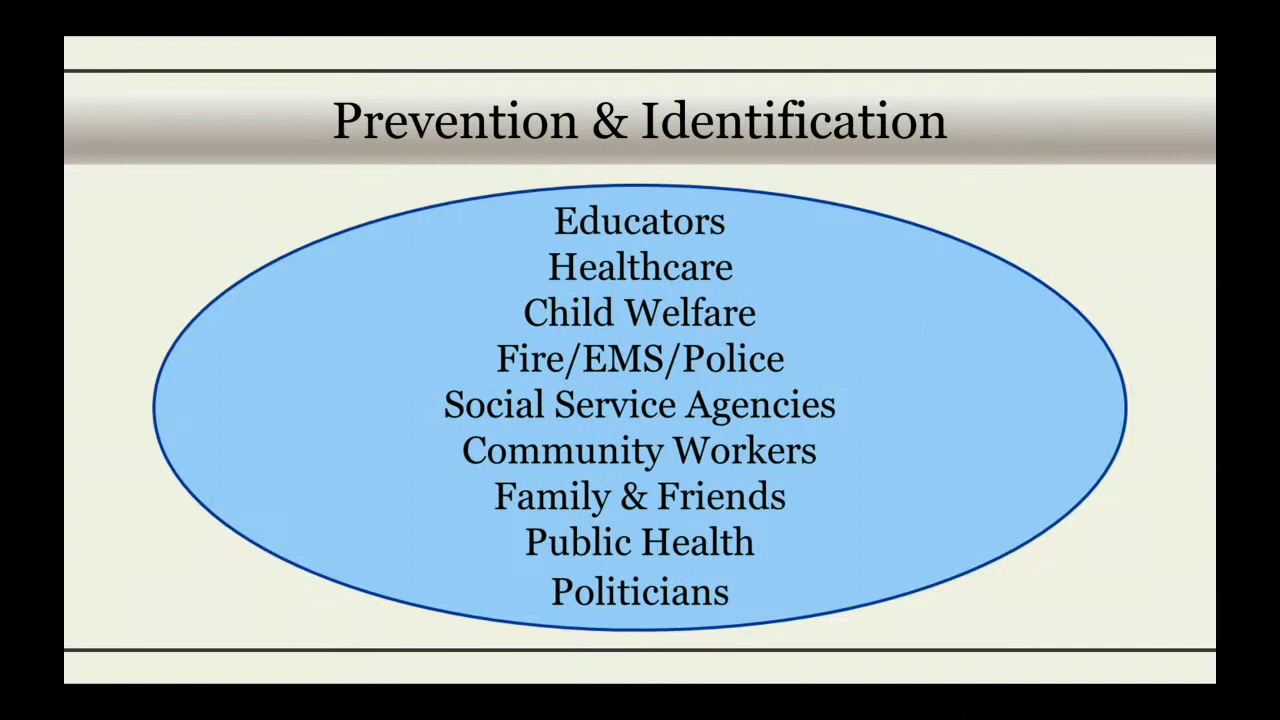 Prevention & Identification
Educators
Healthcare
Child Welfare
Fire/EMS/Police
Social Service Agencies
Community Workers
Family & Friends
Public Health
Politicians